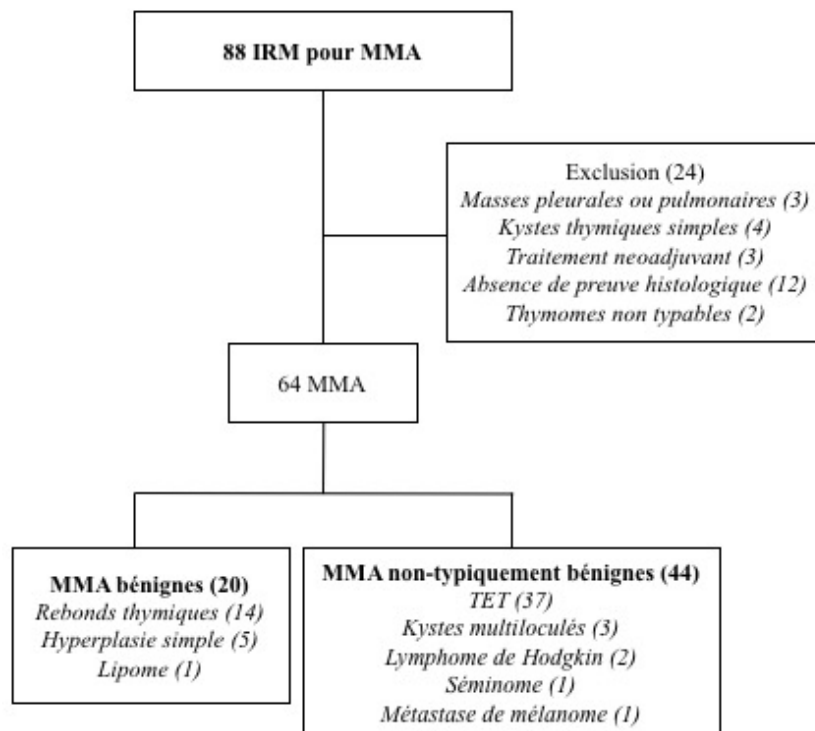 88 IRM pour MMA
Exclusion (24)
Masses pleurales ou pulmonaires (3)
Kystes thymiques simples (4)
Traitement neoadjuvant (3)
Absence de preuve histologique (12)
Thymomes non typables (2)
64 MMA
MMA bénignes (20)
Rebonds thymiques (14)
Hyperplasie simple (5)
Lipome (1)
MMA non-typiquement bénignes (44)
TET (37)
Kystes multiloculés (3)
Lymphome de Hodgkin (2)
Séminome (1)
Métastase de mélanome (1)